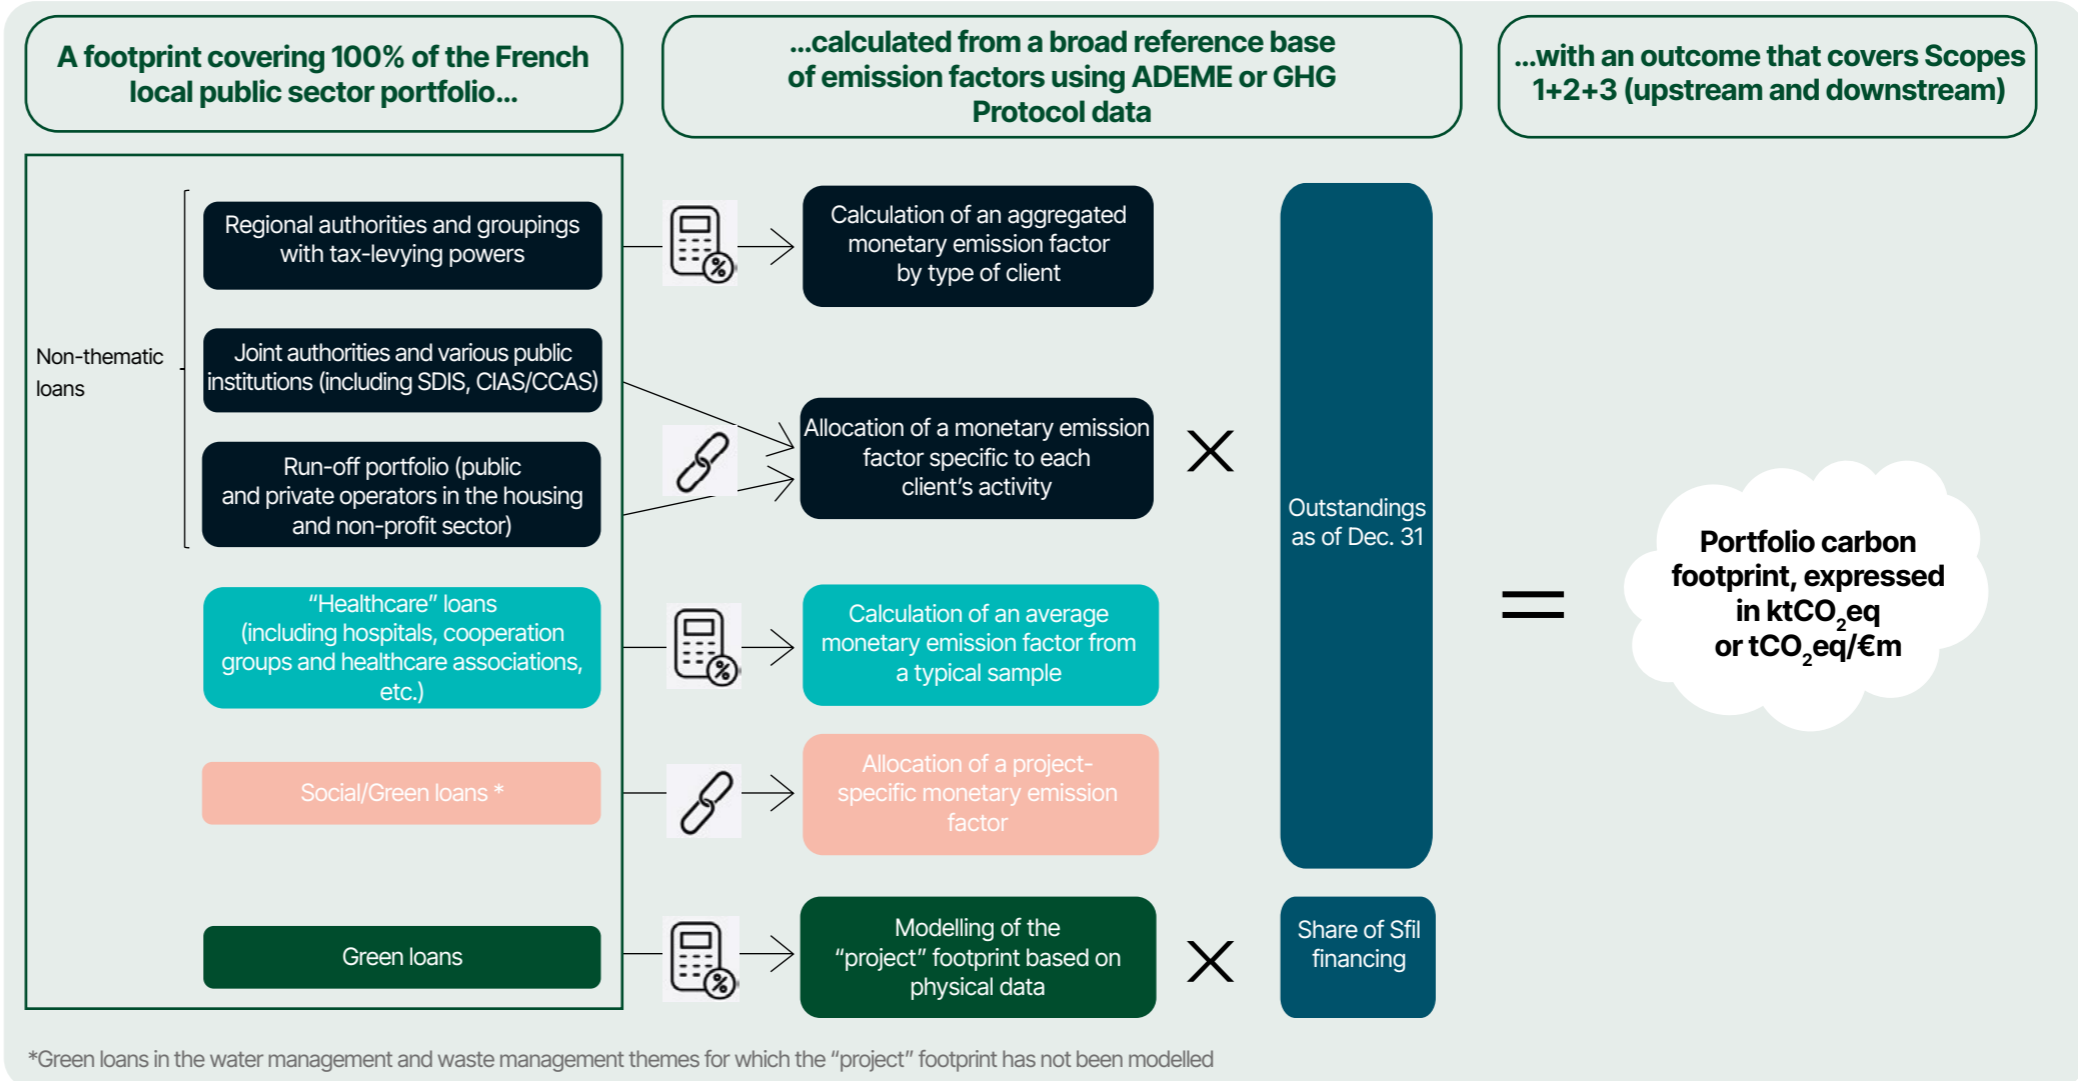 A footprint covering 100% of the French
local public sector portfolio...
...calculated from a broad reference base
of emission factors using ADEME or GHG
Protocol data
...with an outcome that covers Scopes
1+2+3 (upstream and downstream)
Non-thematic
loans
Regional authorities and groupings
with tax-levying powers
Calculation of an aggregated
monetary emission factor
by type of client
Joint authorities and various public
institutions (including SDIS, CIAS/CCAS)
Run-off portfolio (public
and private operators in the housing
and non-profit sector)
Allocation of a monetary emission
factor specific to each
client's activity
“Healthcare” loans
(including hospitals, cooperation
groups and healthcare associations,
etc.)
Calculation of an average
monetary emission factor from
a typical sample
Social/Green loans *
Allocation of a project-
specific monetary emission
factor
Green loans
Modelling of the
“project” footprint based on
physical data
×
Outstandings
as of Dec. 31
×
Share of Sfil
financing
=
Portfolio carbon
footprint, expressed
in ktCO₂eq
or tCO₂eq/€m
*Green loans in the water management and waste management themes for which the “project” footprint has not been modelled